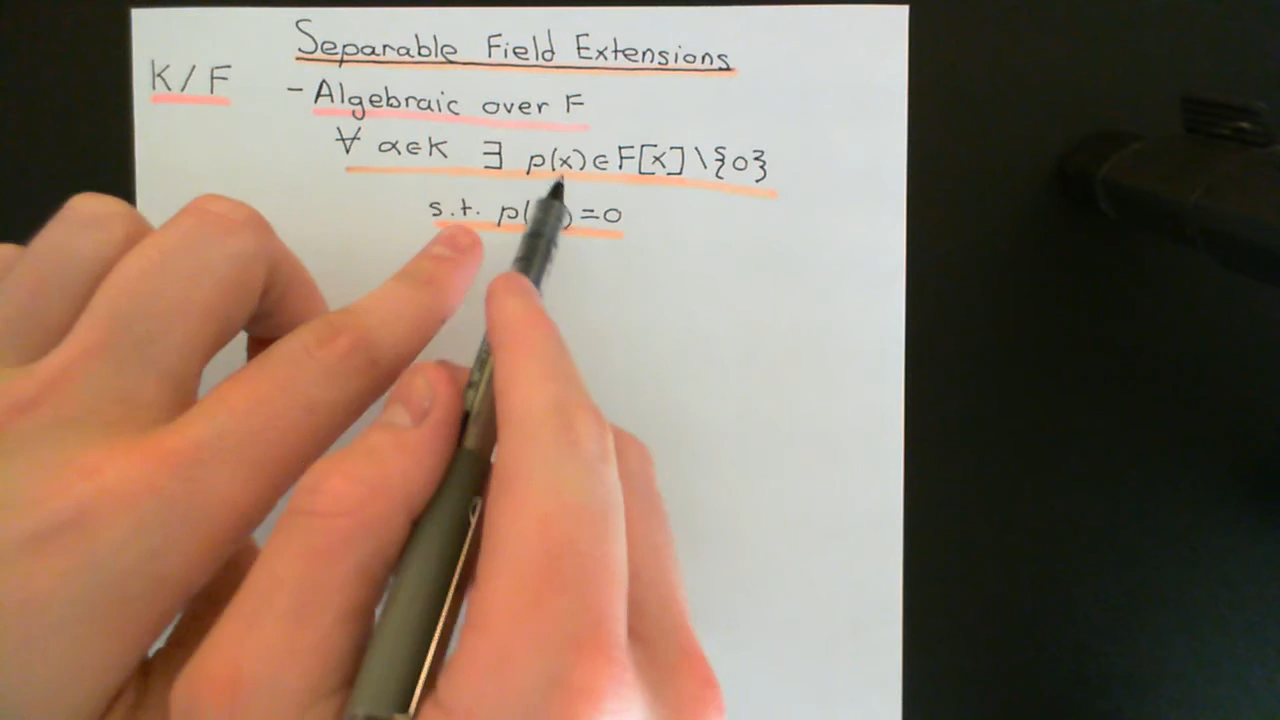 Separable Field Extensions
K/F
- Algebraic over F
∀ α∈K ∃ p(x)∈F[x]\{0}
s.t. p( )=0